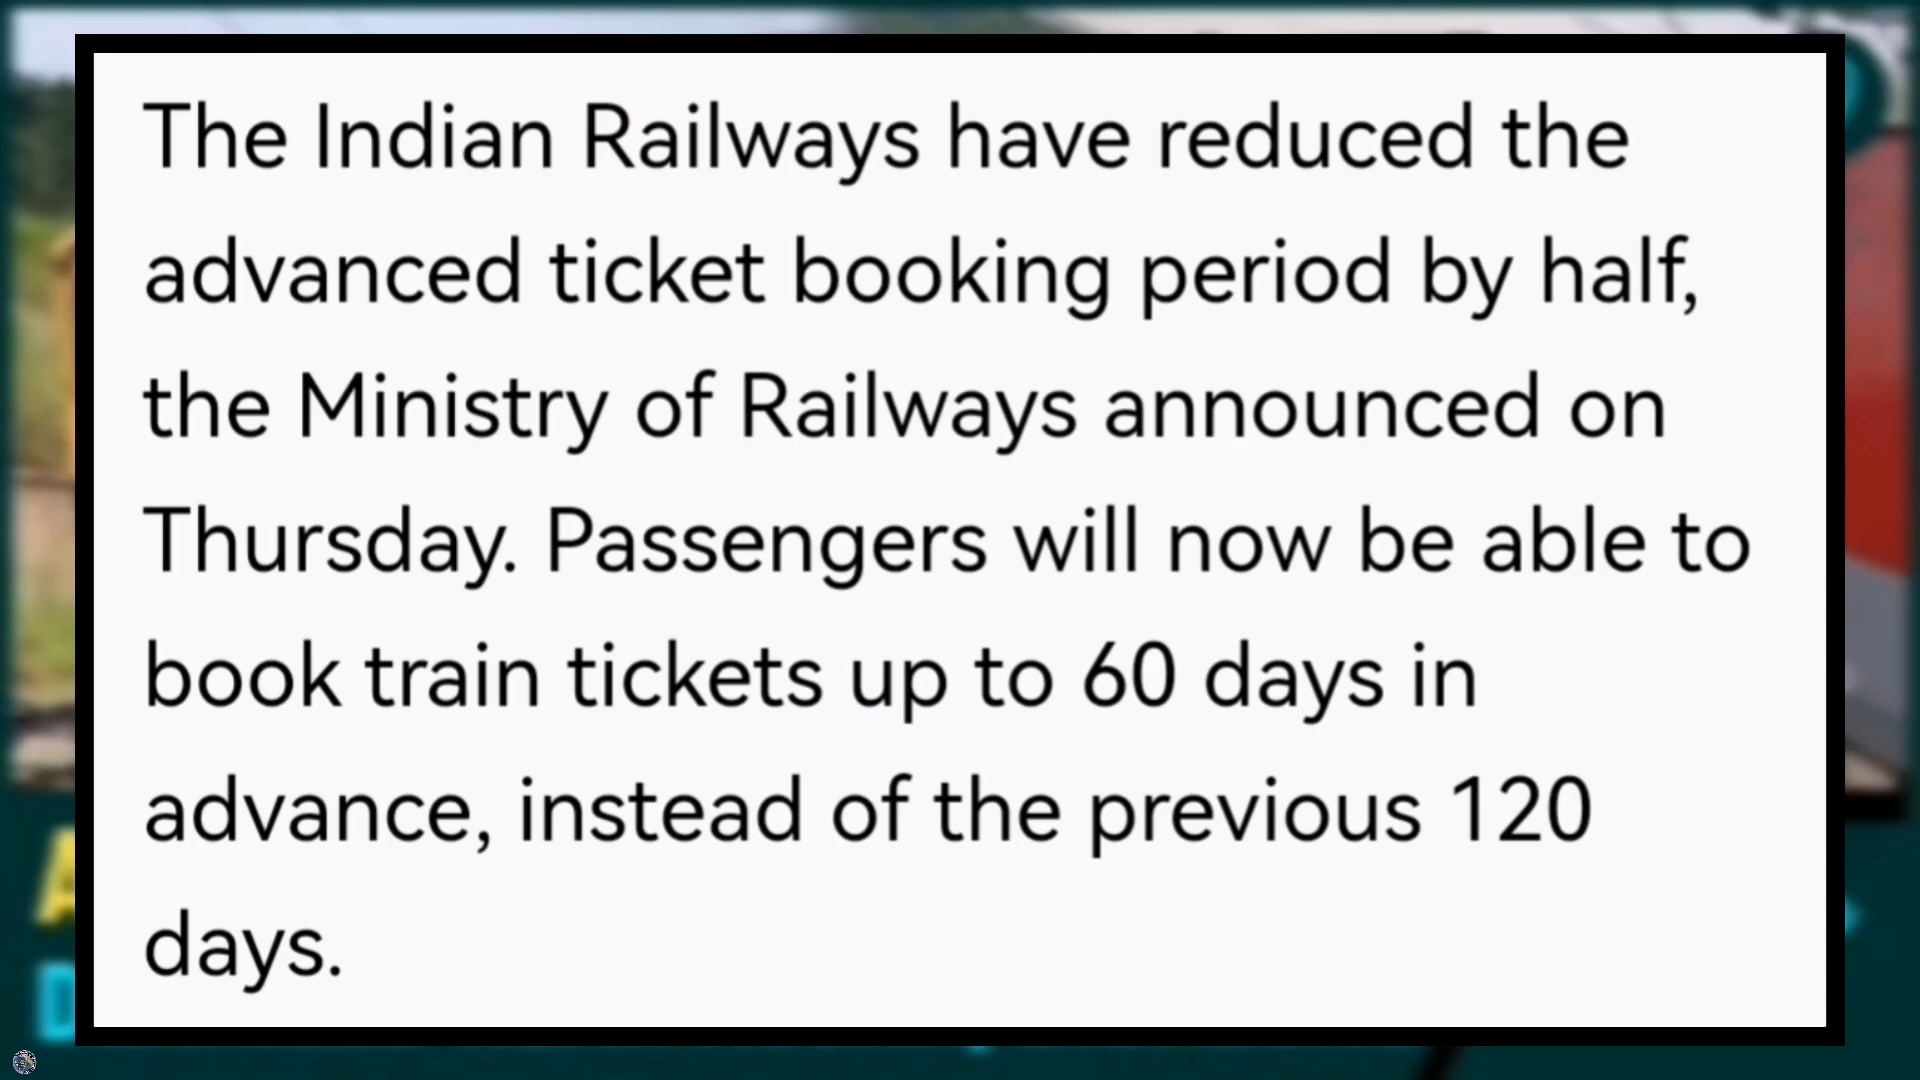 The Indian Railways have reduced the
advanced ticket booking period by half,
the Ministry of Railways announced on
Thursday. Passengers will now be able to
book train tickets up to 60 days in
advance, instead of the previous 120
days.